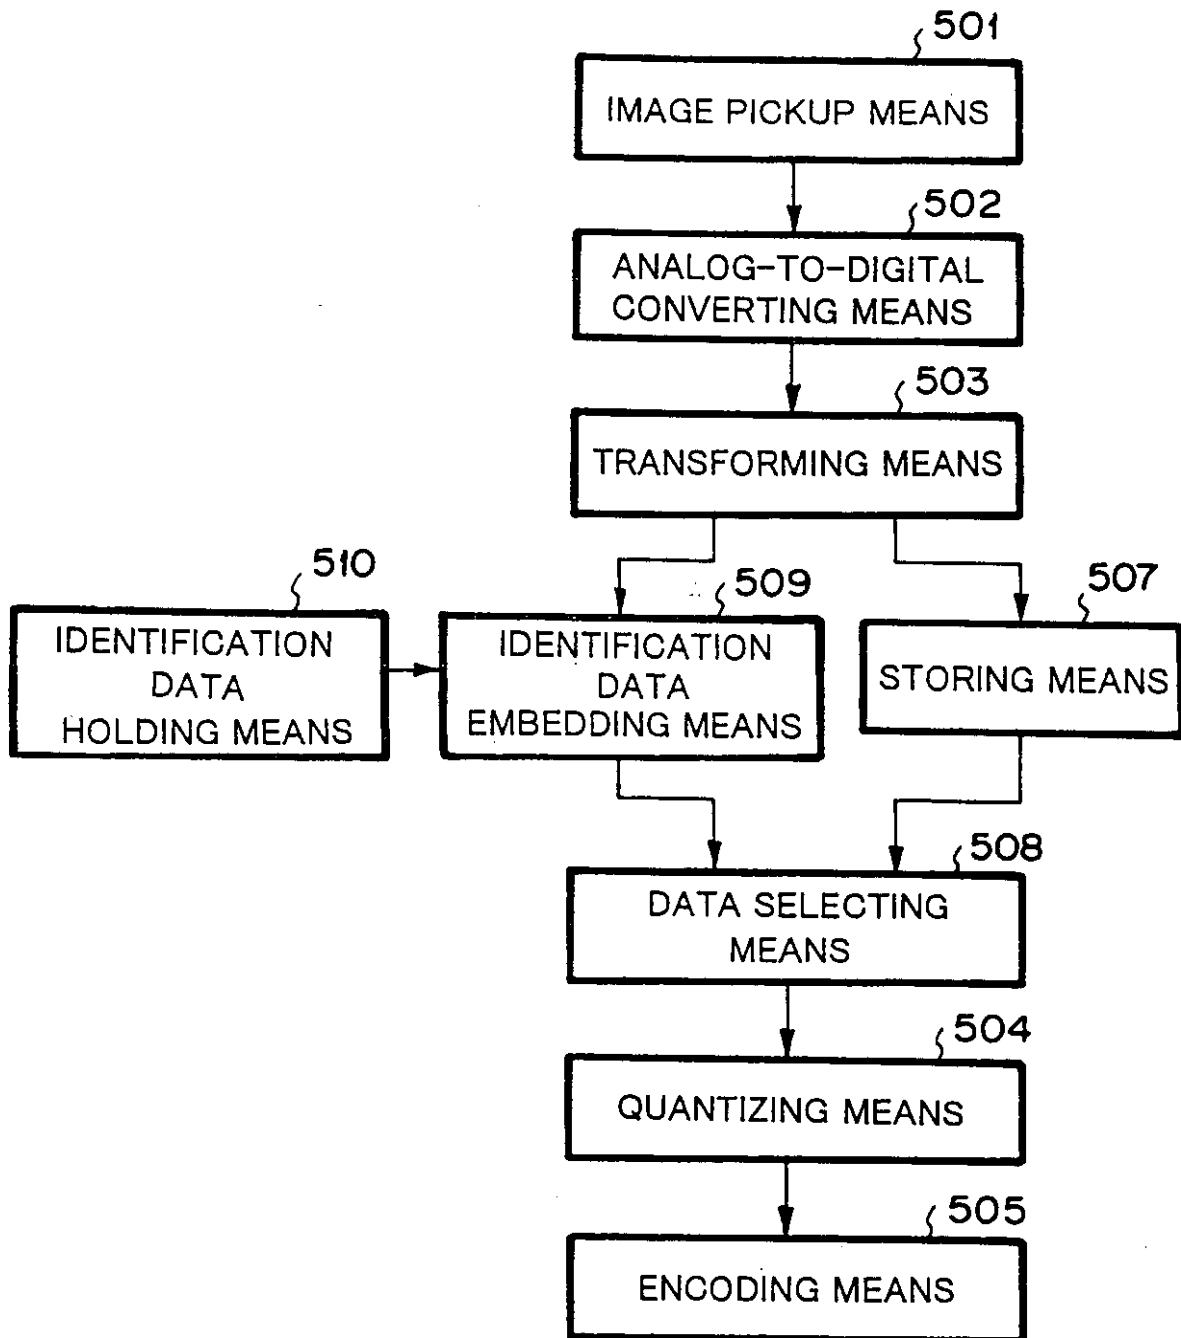 501
IMAGE PICKUP MEANS
502
ANALOG-TO-DIGITAL
CONVERTING MEANS
503
TRANSFORMING MEANS
510
IDENTIFICATION
DATA
HOLDING MEANS
509
IDENTIFICATION
DATA
EMBEDDING MEANS
507
STORING MEANS
508
DATA SELECTING
MEANS
504
QUANTIZING MEANS
505
ENCODING MEANS